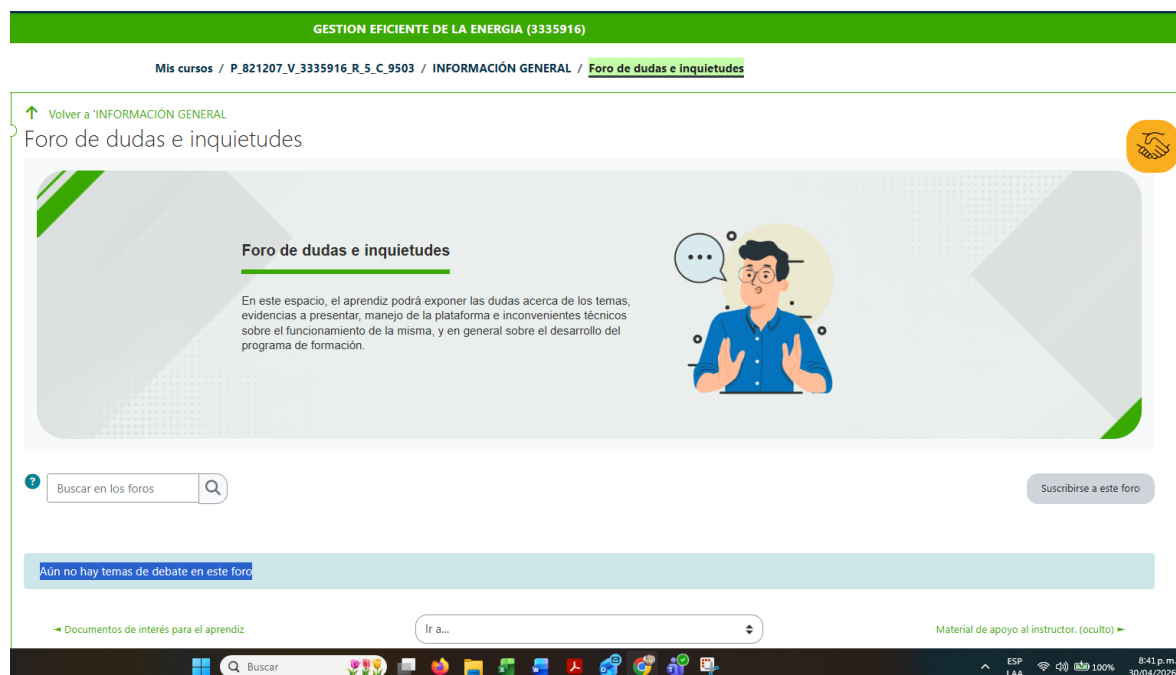 GESTION EFICIENTE DE LA ENERGIA (3335916)
Mis cursos / P_821207_V_3335916_R_5_C_9503 / INFORMACIÓN GENERAL / Foro de dudas e inquietudes
Volver a 'INFORMACIÓN GENERAL
Foro de dudas e inquietudes
Foro de dudas e inquietudes
En este espacio, el aprendiz podrá exponer las dudas acerca de los temas,
evidencias a presentar, manejo de la plataforma e inconvenientes técnicos
sobre el funcionamiento de la misma, y en general sobre el desarrollo del
programa de formación.
? Buscar en los foros
Suscribirse a este foro
Aún no hay temas de debate en este foro
◄ Documentos de interés para el aprendiz
Ir a...
Material de apoyo al instructor. (oculto) ►
Buscar
ESP
LAA
100%
8:41 p.m.
30/04/2026